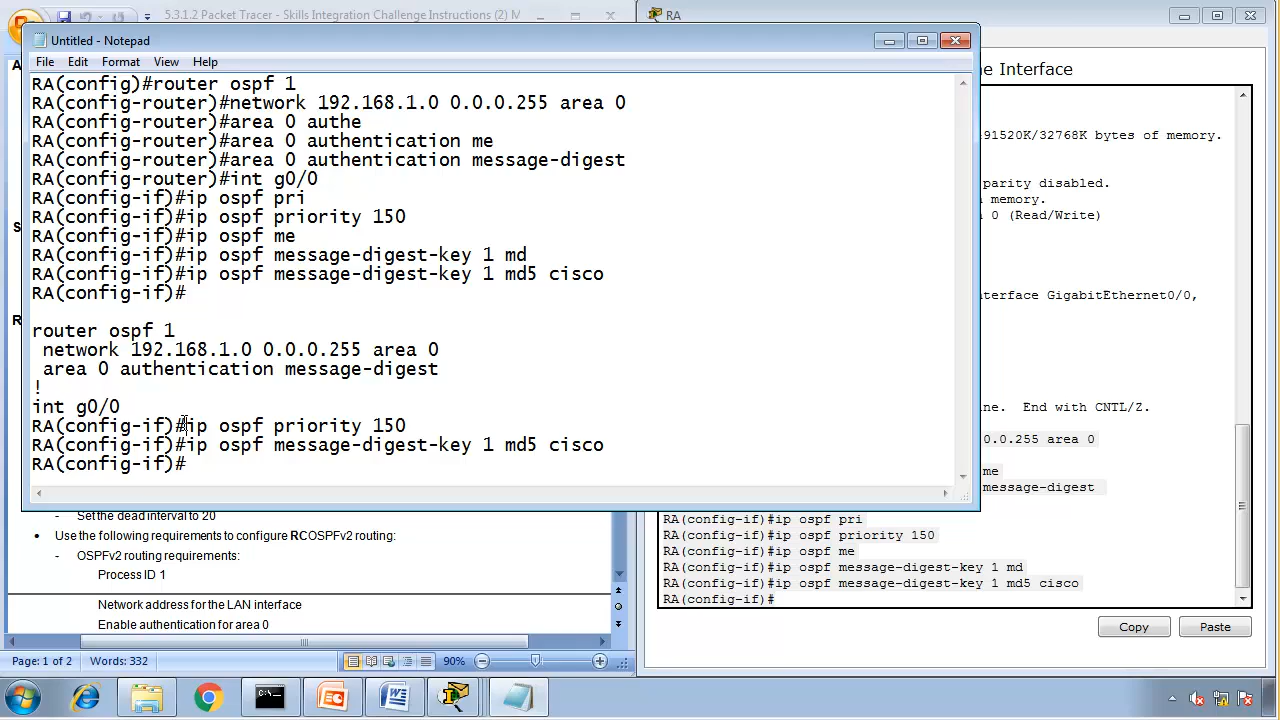 5.3.1.2 Packet Tracer - Skills Integration Challenge Instructions (2) M
RA
Untitled - Notepad
File Edit Format View Help
RA(config)#router ospf 1
RA(config-router)#network 192.168.1.0 0.0.0.255 area 0
RA(config-router)#area 0 authe
RA(config-router)#area 0 authentication me
RA(config-router)#area 0 authentication message-digest
RA(config-router)#int g0/0
RA(config-if)#ip ospf pri
RA(config-if)#ip ospf priority 150
RA(config-if)#ip ospf me
RA(config-if)#ip ospf message-digest-key 1 md
RA(config-if)#ip ospf message-digest-key 1 md5 cisco
RA(config-if)#
router ospf 1
network 192.168.1.0 0.0.0.255 area 0
area 0 authentication message-digest
!
int g0/0
RA(config-if)#ip ospf priority 150
RA(config-if)#ip ospf message-digest-key 1 md5 cisco
RA(config-if)#
A
S
R
- Set the dead interval to 20
• Use the following requirements to configure RCOSPFv2 routing:
- OSPFv2 routing requirements:
Process ID 1
Network address for the LAN interface
Enable authentication for area 0
Page: 1 of 2 Words: 332 90%
e Interface
91520K/32768K bytes of memory.
parity disabled.
memory.
0 (Read/Write)
terface GigabitEthernet0/0,
ne. End with CNTL/Z.
0.0.255 area 0
me
message-digest
RA(config-if)#ip ospf pri
RA(config-if)#ip ospf priority 150
RA(config-if)#ip ospf me
RA(config-if)#ip ospf message-digest-key 1 md
RA(config-if)#ip ospf message-digest-key 1 md5 cisco
RA(config-if)#
Copy Paste